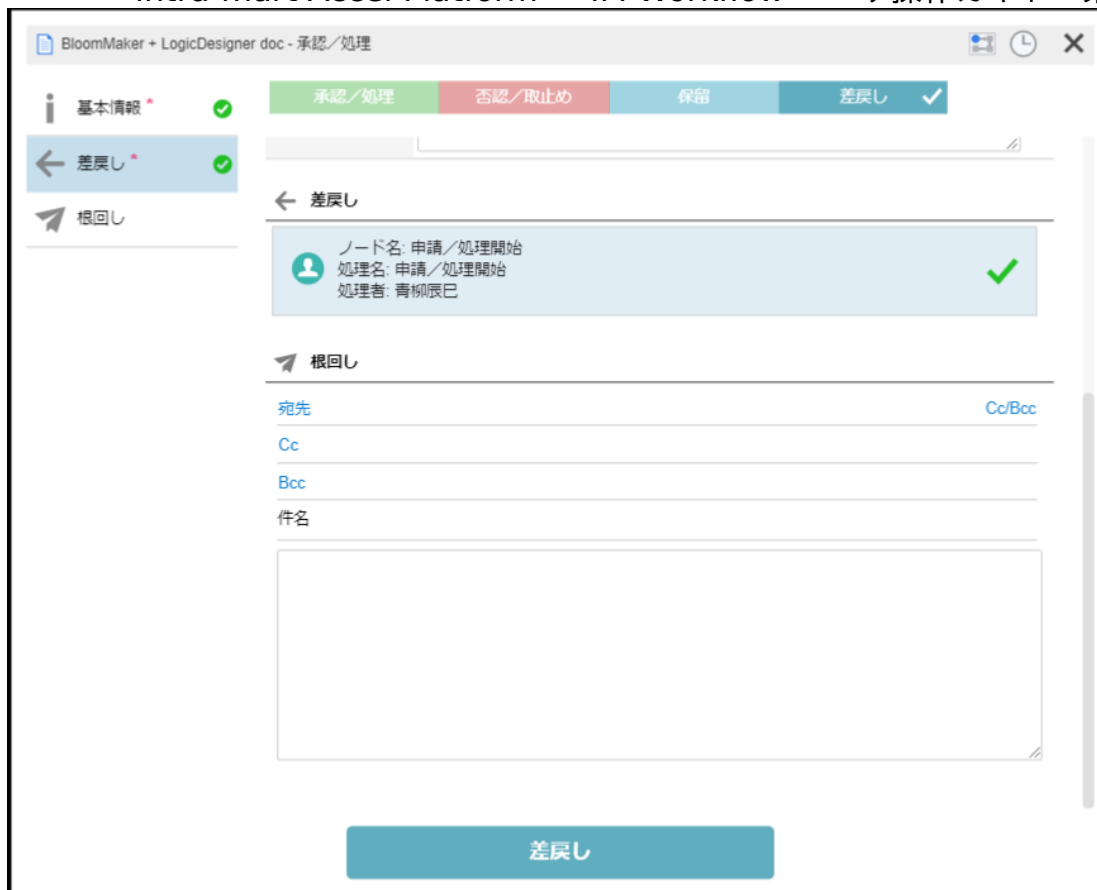 BloomMaker + LogicDesigner doc - 承認／処理
基本情報 *
差戻し *
根回し
承認／処理
否認／取止め
保留
差戻し
差戻し
ノード名: 申請／処理開始
処理名: 申請／処理開始
処理者: 青柳辰巳
根回し
宛先
Cc/Bcc
Cc
Bcc
件名
差戻し